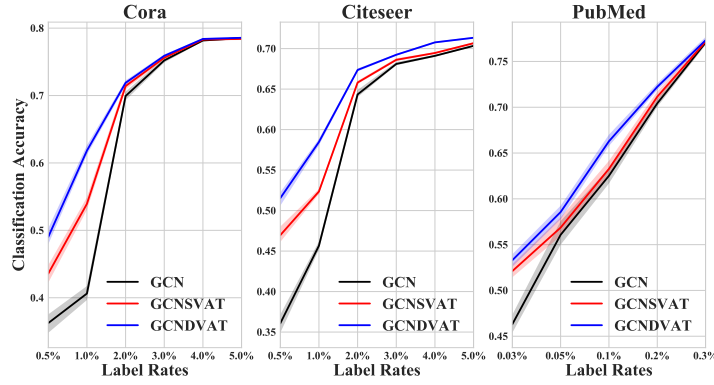 Cora
Citeseer
PubMed
Classification Accuracy
0.8
0.7
0.6
0.5
0.4
GCN
GCNSVAT
GCNDVAT
0.5% 1.0% 2.0% 3.0% 4.0% 5.0%
Label Rates
0.70
0.65
0.60
0.55
0.50
0.45
0.40
0.35
GCN
GCNSVAT
GCNDVAT
0.5% 1.0% 2.0% 3.0% 4.0% 5.0%
Label Rates
0.75
0.70
0.65
0.60
0.55
0.50
0.45
GCN
GCNSVAT
GCNDVAT
0.03% 0.05% 0.1% 0.2% 0.3%
Label Rates